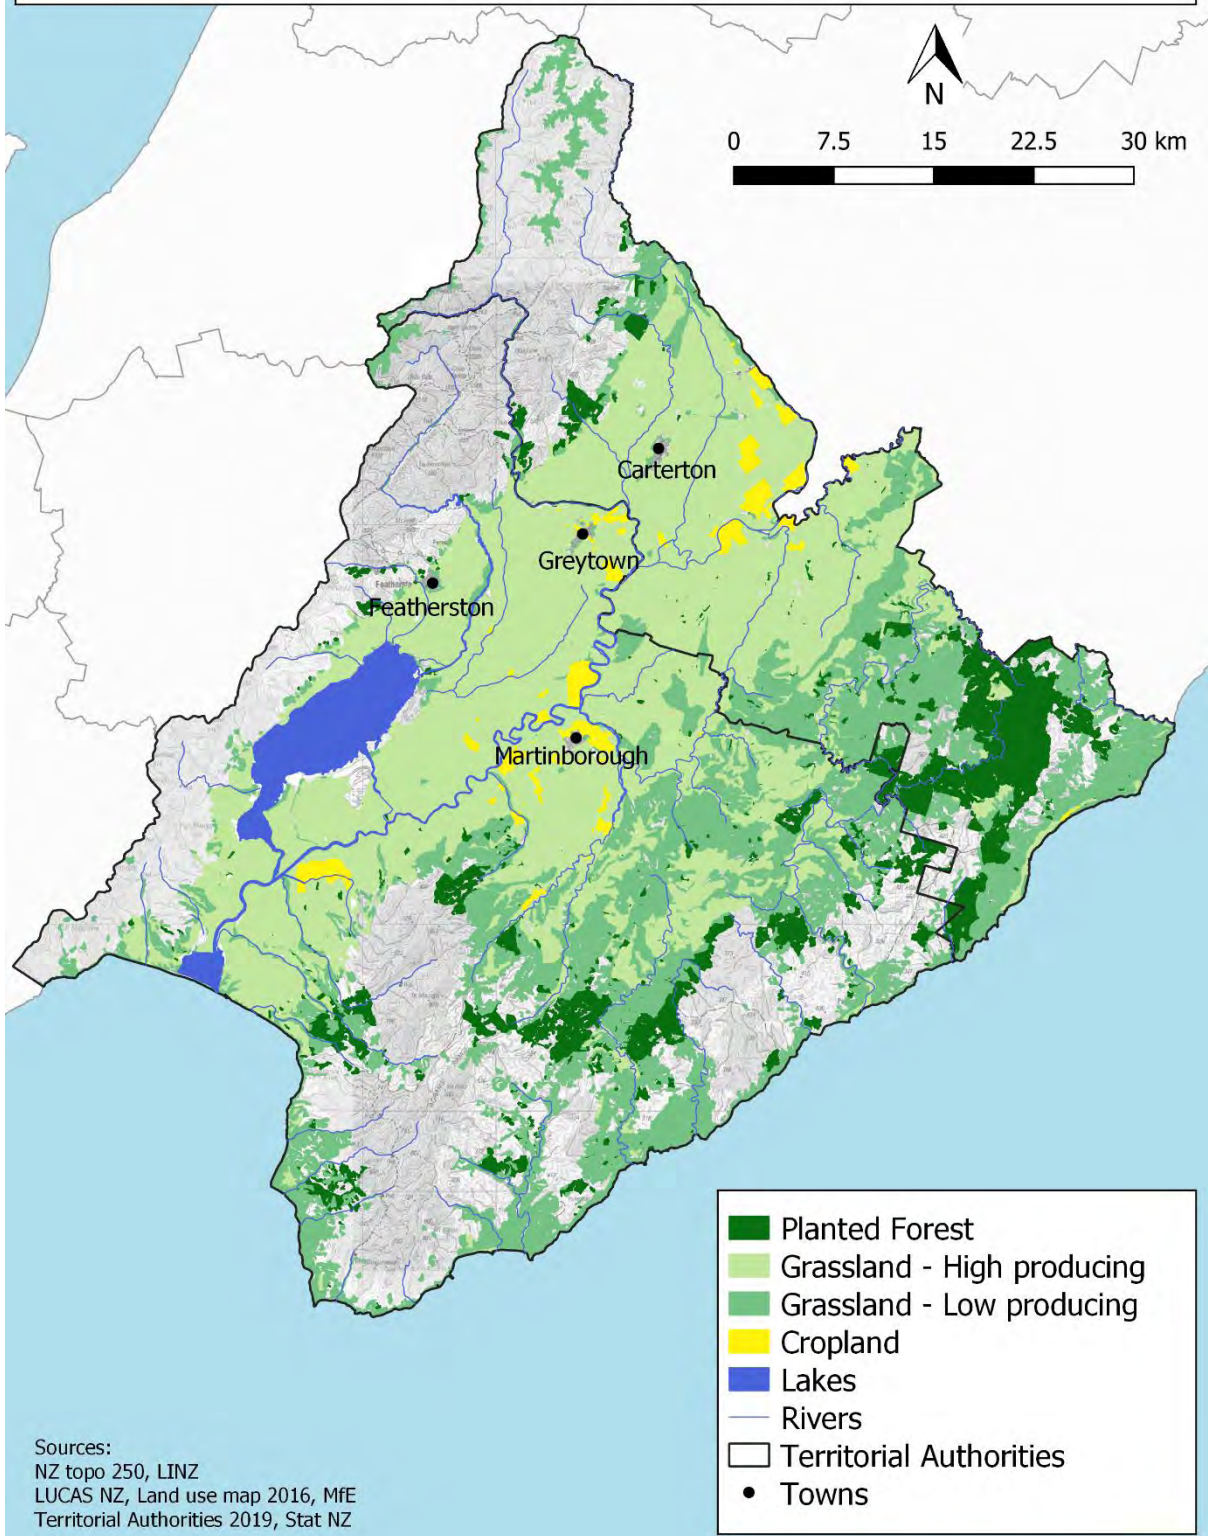 N
0 7.5 15 22.5 30 km
Carterton
Greytown
Featherston
Martinborough
Planted Forest
Grassland - High producing
Grassland - Low producing
Cropland
Lakes
Rivers
Territorial Authorities
Towns
Sources:
NZ topo 250, LINZ
LUCAS NZ, Land use map 2016, MfE
Territorial Authorities 2019, Stat NZ